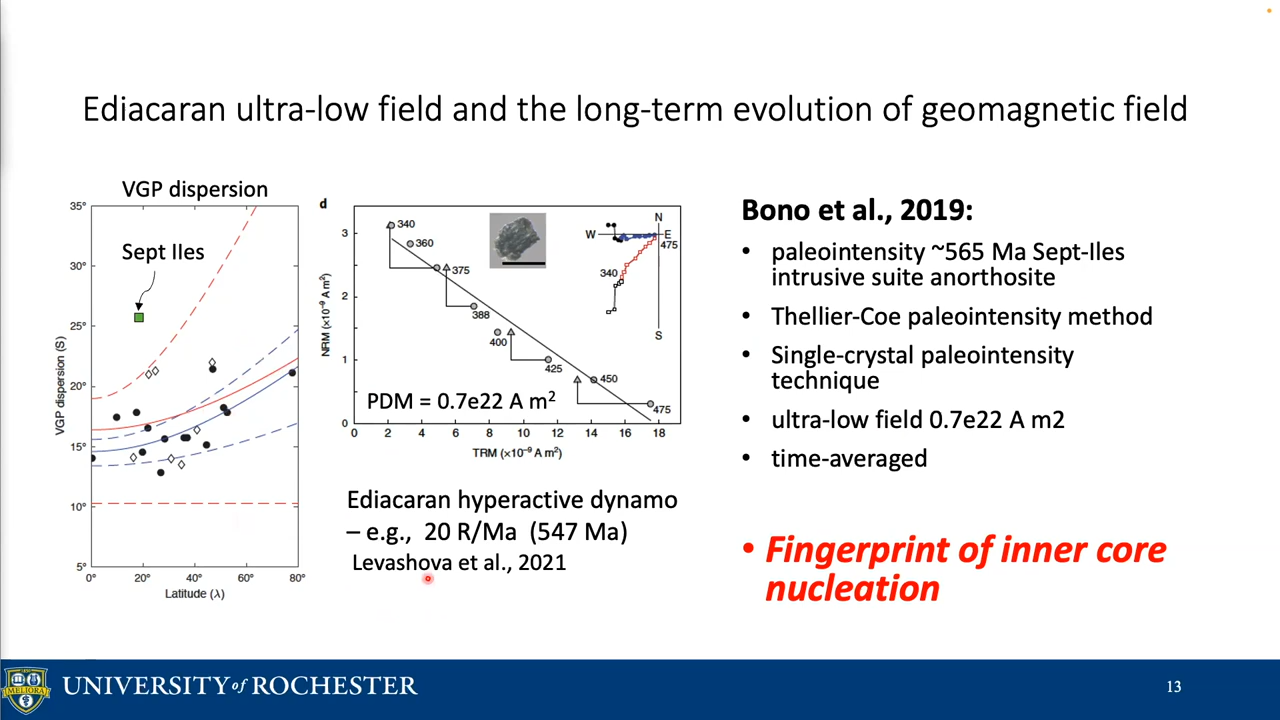 Ediacaran ultra-low field and the long-term evolution of geomagnetic field
VGP dispersion
35°
30°
25°
20°
15°
10°
5°
VGP dispersion (S)
Sept Iles
0°
20°
40°
60°
80°
Latitude (λ)
d
3
2
1
0
NRM (×10⁻⁹ A m²)
340
360
375
388
400
425
450
475
N
W
E
475
340
S
PDM = 0.7e22 A m²
0
2
4
6
8
10
12
14
16
18
TRM (×10⁻⁹ A m²)
Ediacaran hyperactive dynamo
– e.g., 20 R/Ma (547 Ma)
Levashova et al., 2021
Bono et al., 2019:
• paleointensity ~565 Ma Sept-Iles
intrusive suite anorthosite
• Thellier-Coe paleointensity method
• Single-crystal paleointensity
technique
• ultra-low field 0.7e22 A m2
• time-averaged
• Fingerprint of inner core
nucleation
MELIORA
UNIVERSITY of ROCHESTER
13